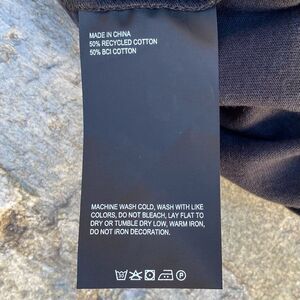 MADE IN CHINA
50% RECYCLED COTTON
50% BCI COTTON
MACHINE WASH COLD, WASH WITH LIKE
COLORS, DO NOT BLEACH, LAY FLAT TO
DRY OR TUMBLE DRY LOW, WARM IRON,
DO NOT IRON DECORATION.